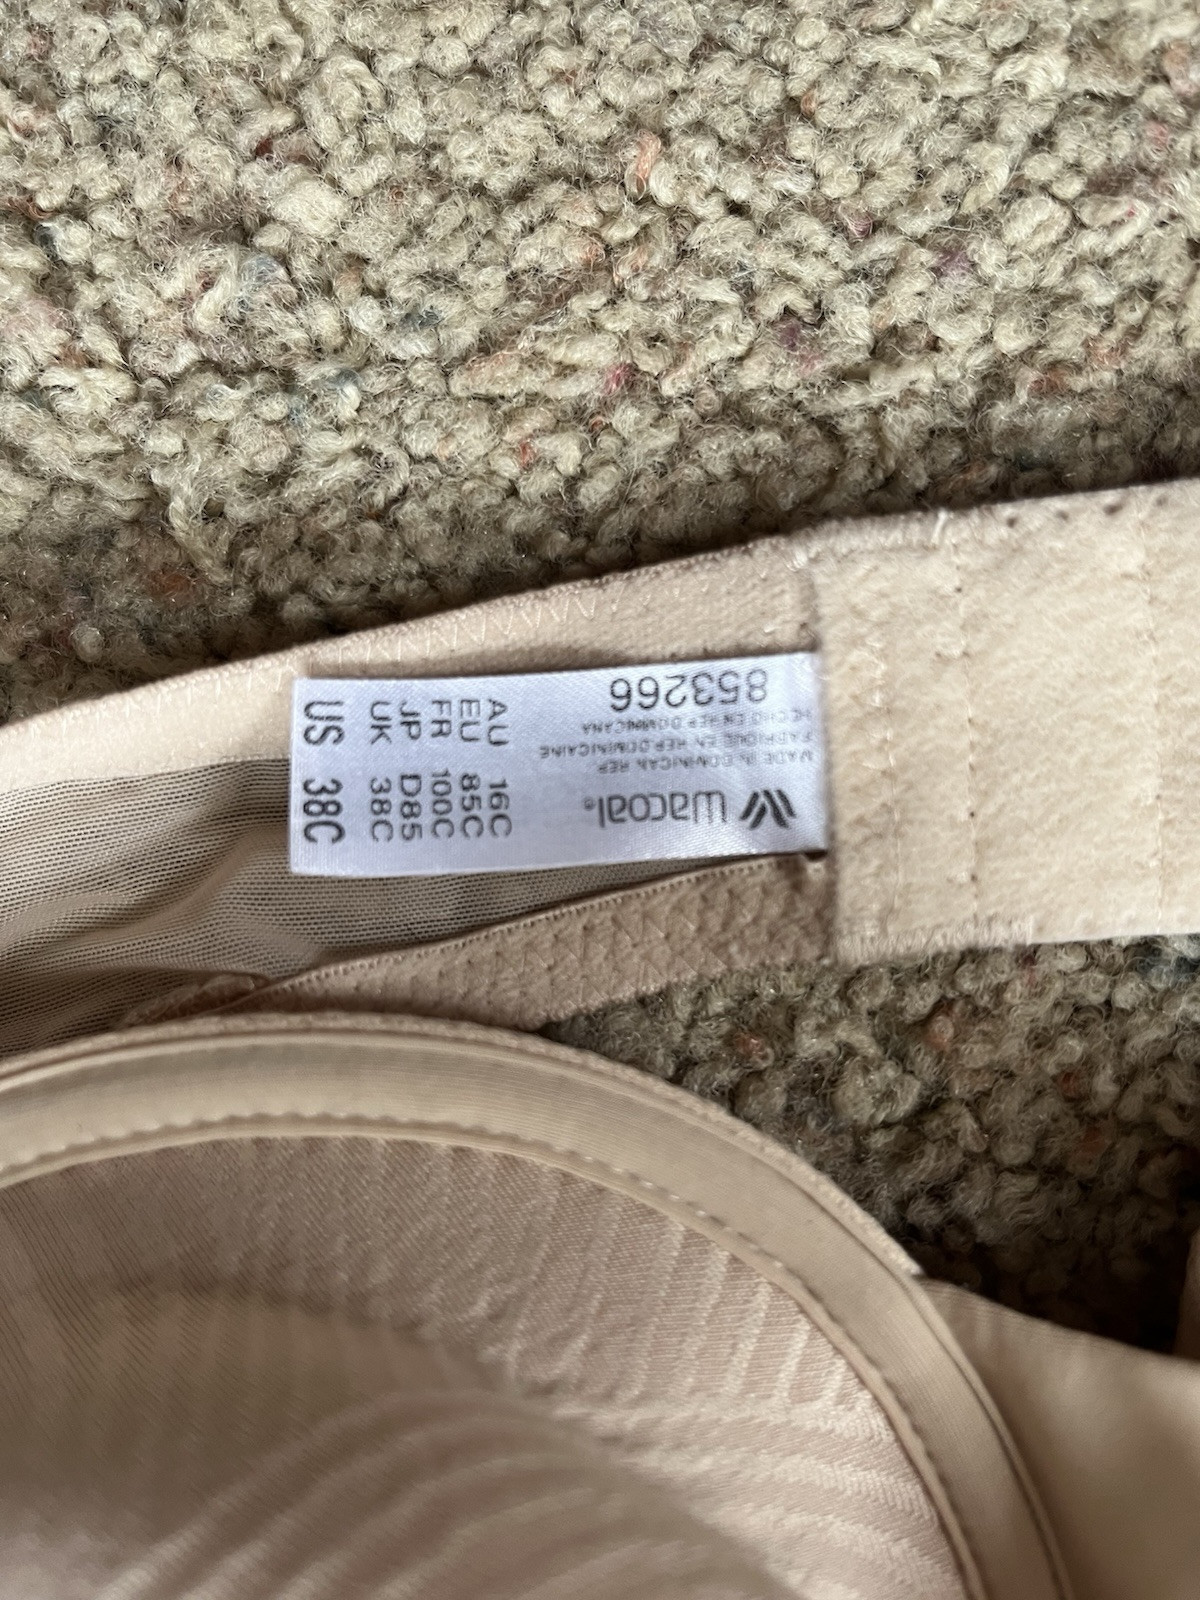 Wacoal®
MADE IN DOMINICAN REP.
FABRIQUE EN REP. DOMINICAINE
HECHO EN REP. DOMINICANA
853266
AU 16C
EU 85C
FR 100C
JP D85
UK 38C
US 38C